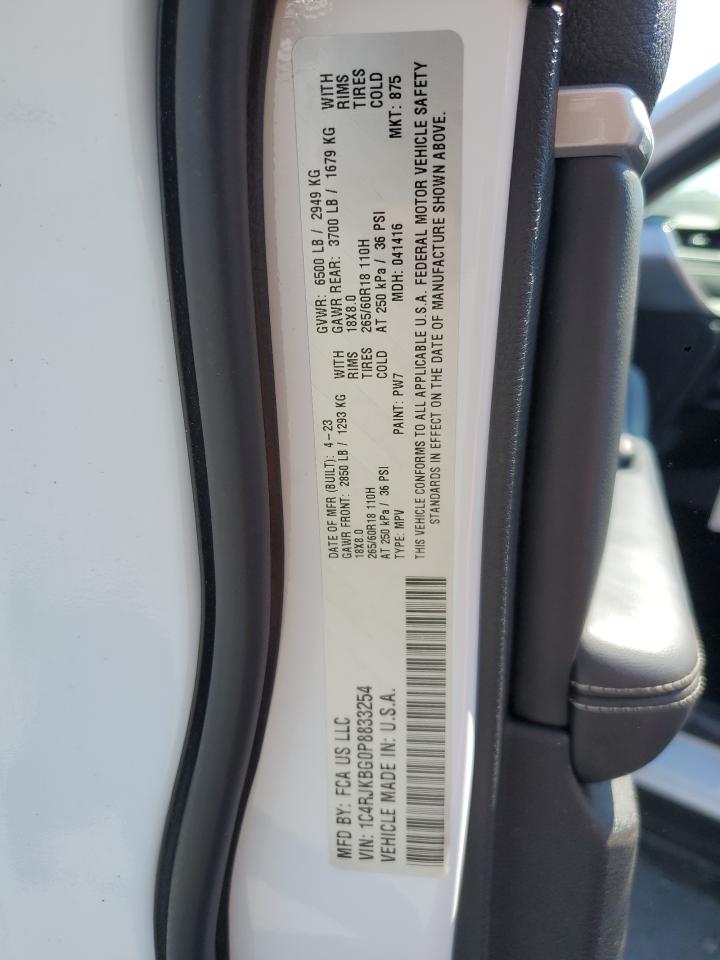 MFD BY: FCA US LLC
VIN: 1C4RJKBG0P8833254
VEHICLE MADE IN: U.S.A.
DATE OF MFR (BUILT): 4-23
GAWR FRONT: 2850 LB / 1293 KG WITH
18X8.0 RIMS
265/60R18 110H TIRES
AT 250 kPa / 36 PSI COLD
TYPE: MPV PAINT: PW7
GVWR: 6500 LB / 2949 KG
GAWR REAR: 3700 LB / 1679 KG WITH
18X8.0 RIMS
265/60R18 110H TIRES
AT 250 kPa / 36 PSI COLD
MDH: 041416 MKT: 875
THIS VEHICLE CONFORMS TO ALL APPLICABLE U.S.A. FEDERAL MOTOR VEHICLE SAFETY
STANDARDS IN EFFECT ON THE DATE OF MANUFACTURE SHOWN ABOVE.